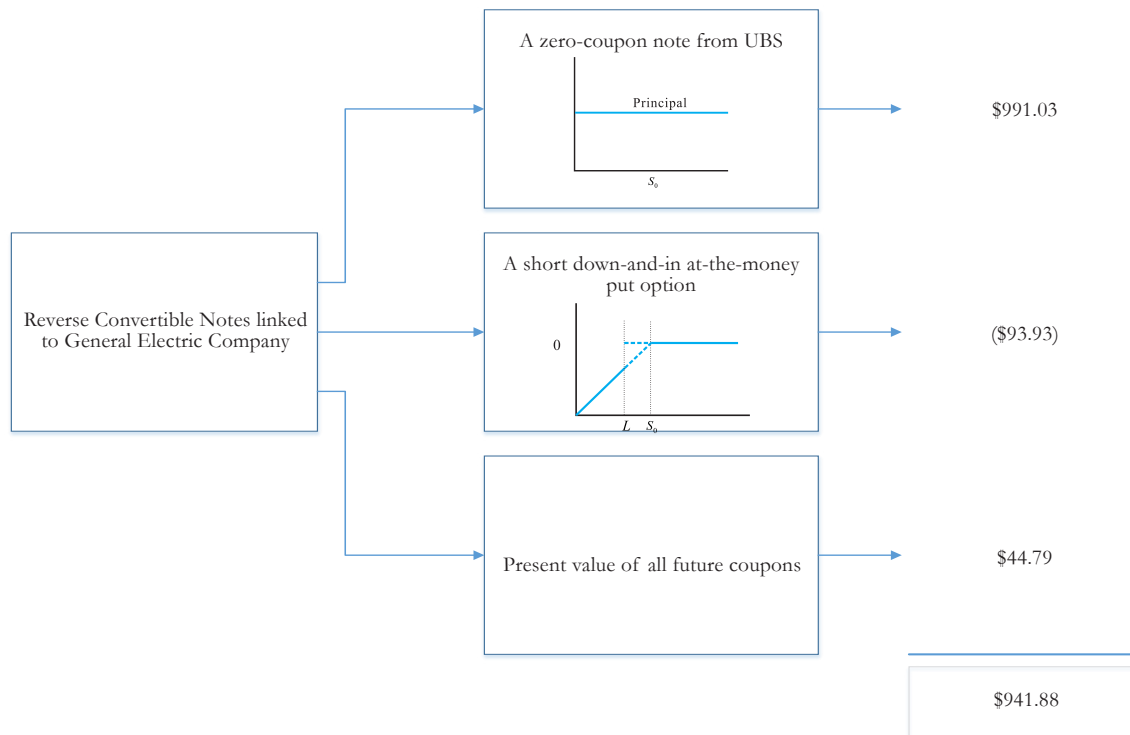 A zero-coupon note from UBS
Principal
S₀
$991.03
Reverse Convertible Notes linked
to General Electric Company
A short down-and-in at-the-money
put option
0
L S₀
($93.93)
Present value of all future coupons
$44.79
$941.88